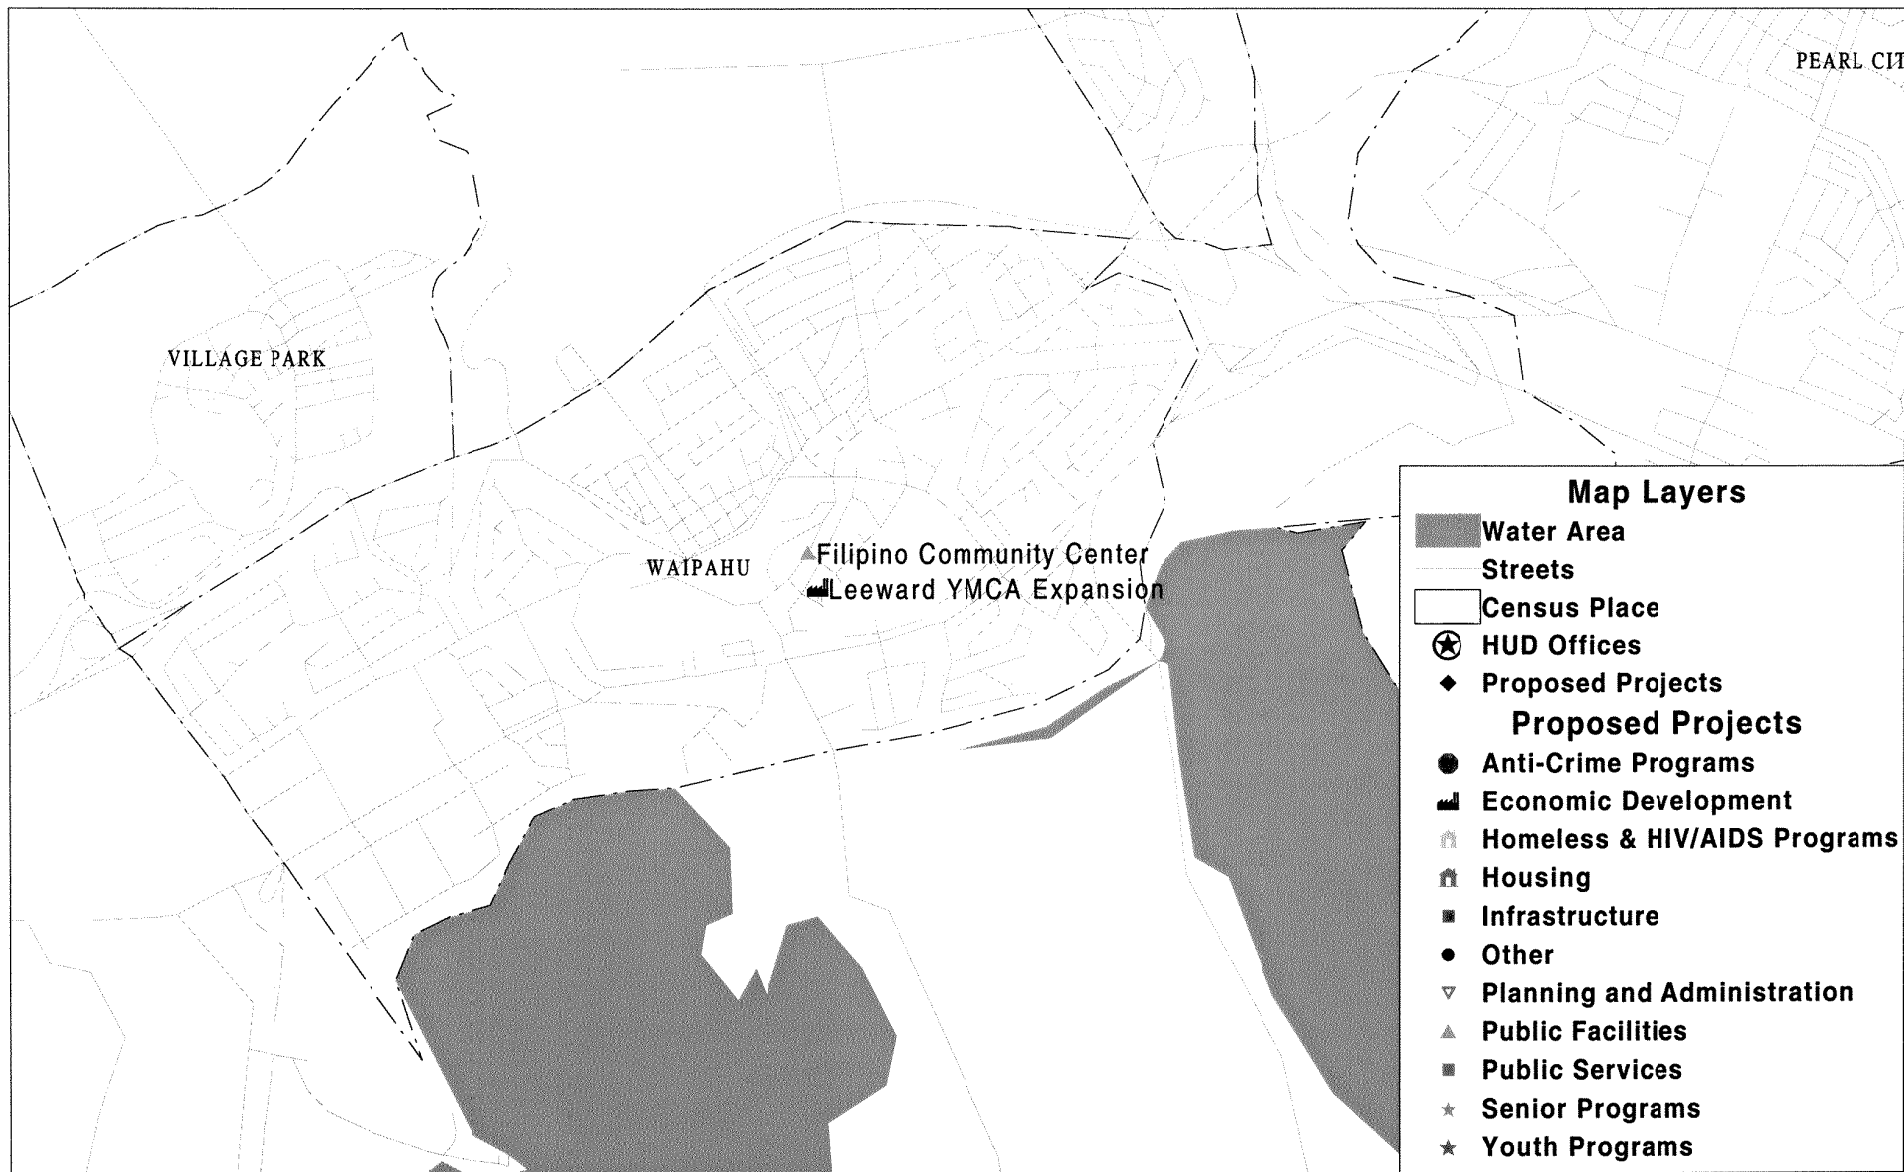 PEARL CIT
VILLAGE PARK
WAIPAHU
Filipino Community Center
Leeward YMCA Expansion
Map Layers
Water Area
Streets
Census Place
HUD Offices
Proposed Projects
Proposed Projects
Anti-Crime Programs
Economic Development
Homeless & HIV/AIDS Programs
Housing
Infrastructure
Other
Planning and Administration
Public Facilities
Public Services
Senior Programs
Youth Programs